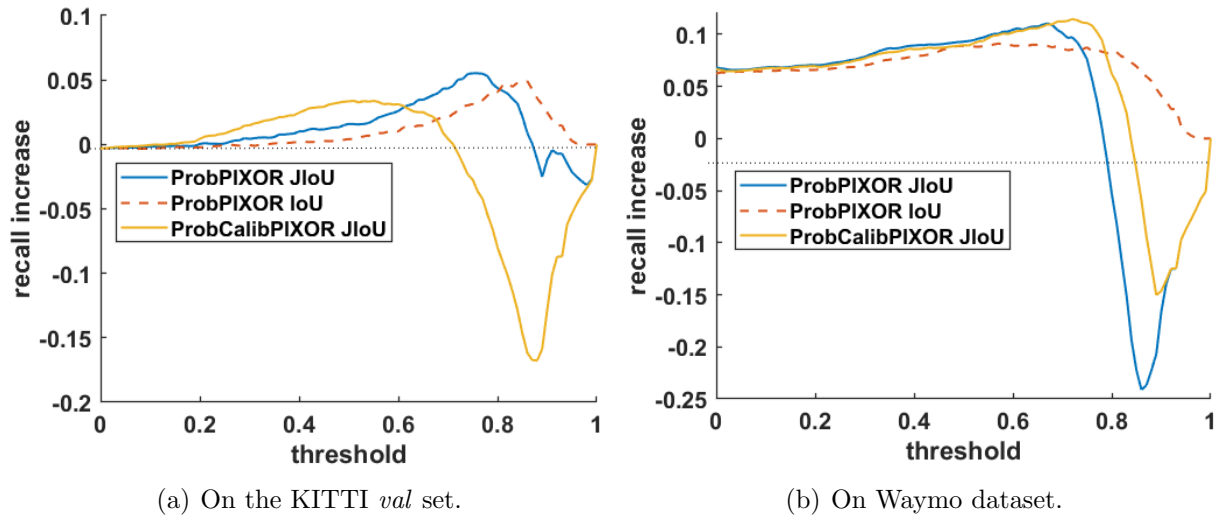 0.1
0.05
0
-0.05
-0.1
-0.15
-0.2
recall increase
ProbPIXOR JIoU
ProbPIXOR IoU
ProbCalibPIXOR JIoU
0 0.2 0.4 0.6 0.8 1
threshold
(a) On the KITTI val set.
0.1
0.05
0
-0.05
-0.1
-0.15
-0.2
-0.25
recall increase
ProbPIXOR JIoU
ProbPIXOR IoU
ProbCalibPIXOR JIoU
0 0.2 0.4 0.6 0.8 1
threshold
(b) On Waymo dataset.